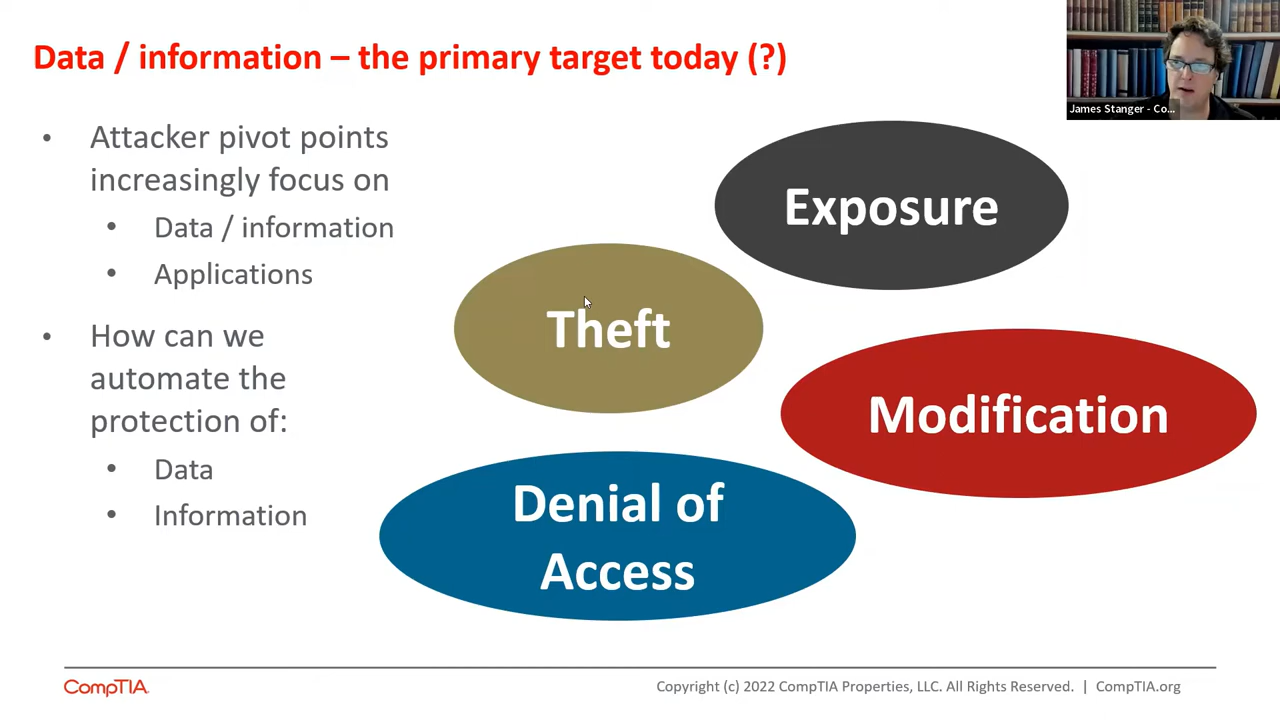 Data / information – the primary target today (?)
James Stanger - Co...
• Attacker pivot points
increasingly focus on
• Data / information
• Applications
• How can we
automate the
protection of:
• Data
• Information
Exposure
Theft
Modification
Denial of
Access
CompTIA.
Copyright (c) 2022 CompTIA Properties, LLC. All Rights Reserved. | CompTIA.org